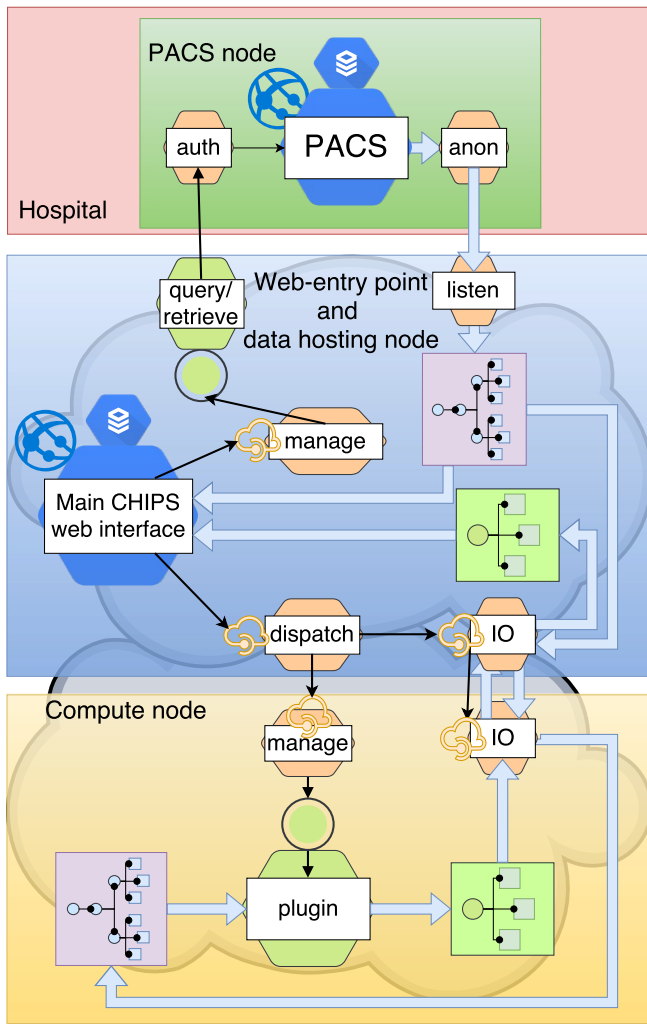 PACS node
auth
PACS
anon
Hospital
query/
retrieve
Web-entry point
and
data hosting node
listen
manage
Main CHIPS
web interface
dispatch
IO
Compute node
manage
IO
plugin